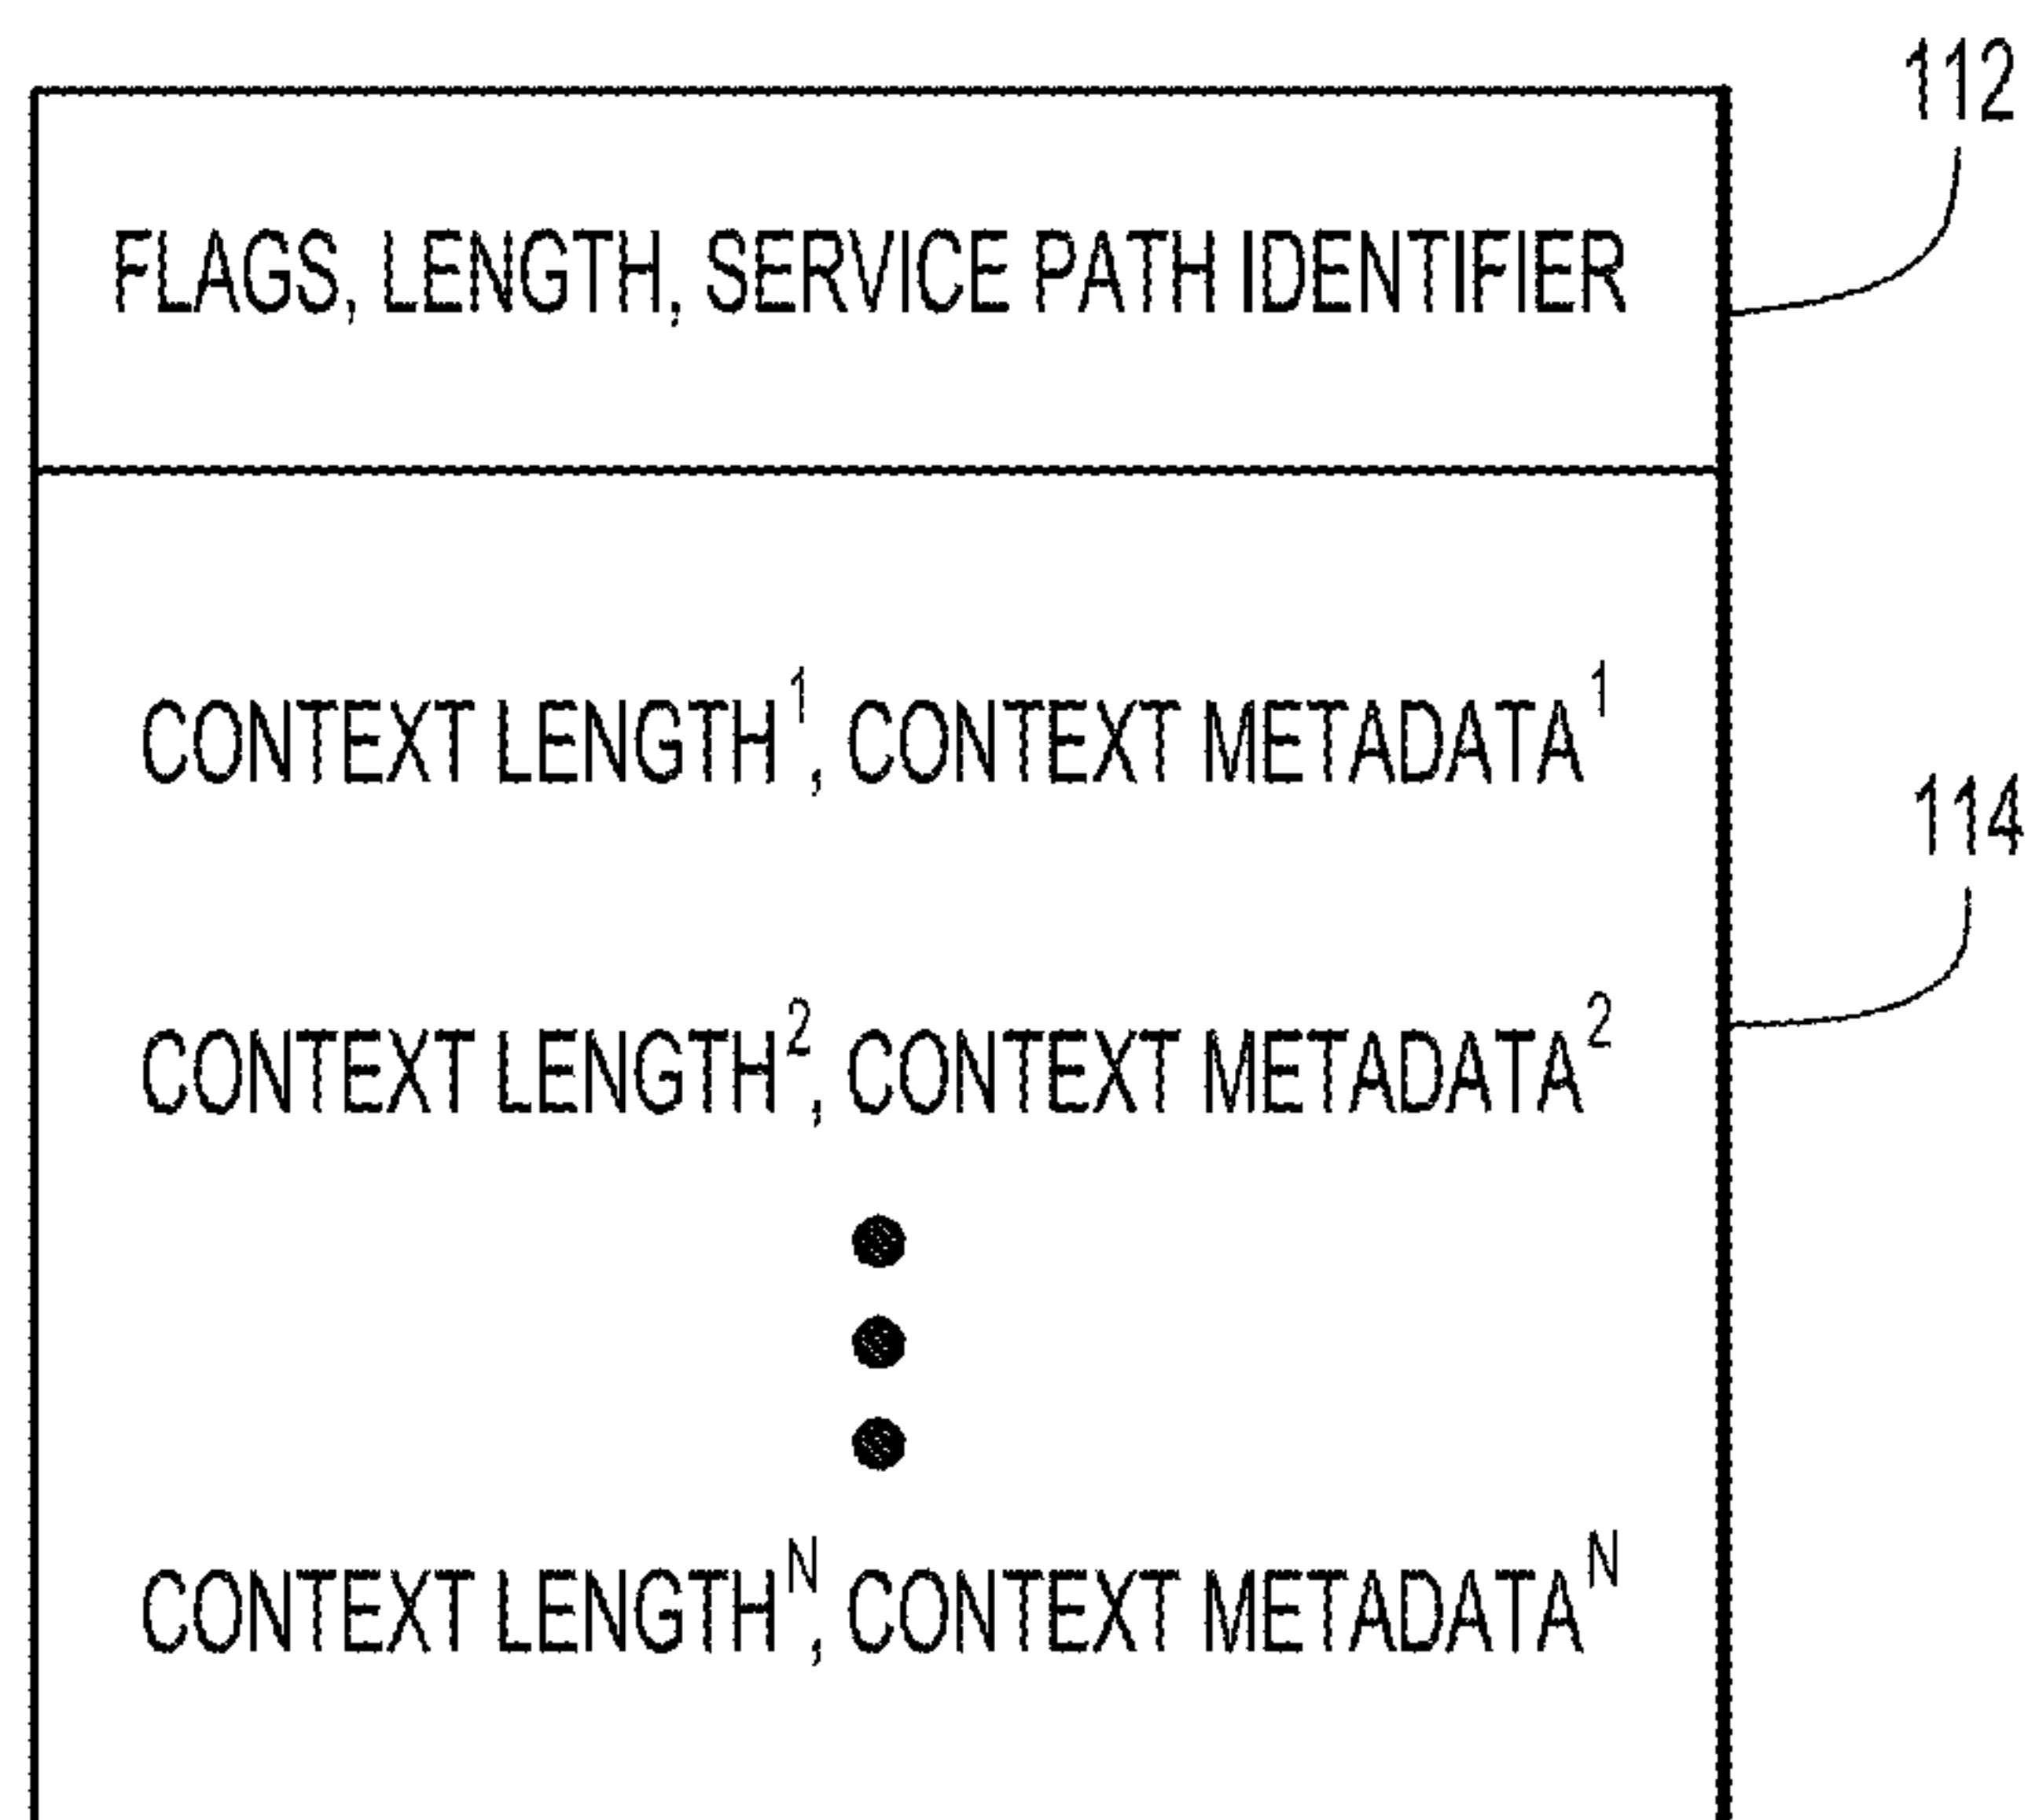 112
FLAGS, LENGTH, SERVICE PATH IDENTIFIER
CONTEXT LENGTH¹, CONTEXT METADATA¹
114
CONTEXT LENGTH², CONTEXT METADATA²
CONTEXT LENGTHᴺ, CONTEXT METADATAᴺ